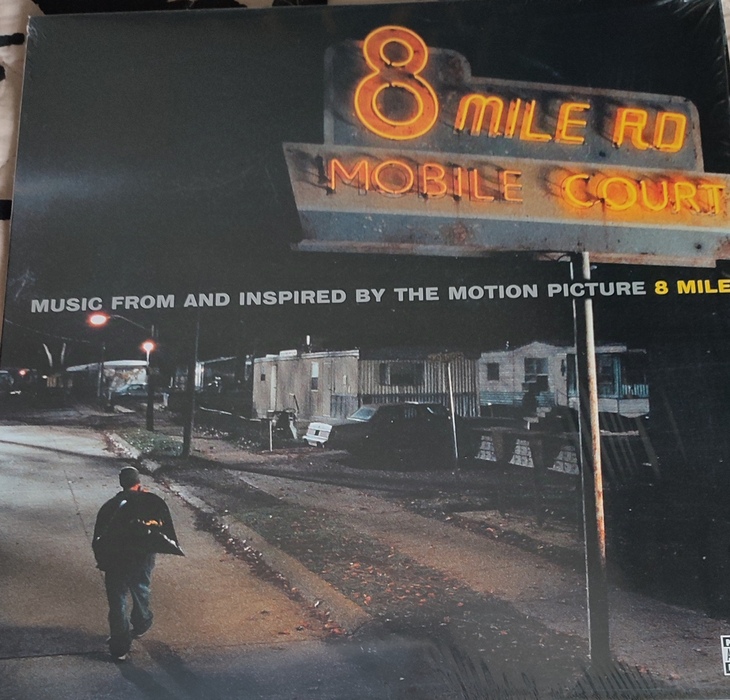 8 MILE RD
MOBILE COURT
MUSIC FROM AND INSPIRED BY THE MOTION PICTURE 8 MILE